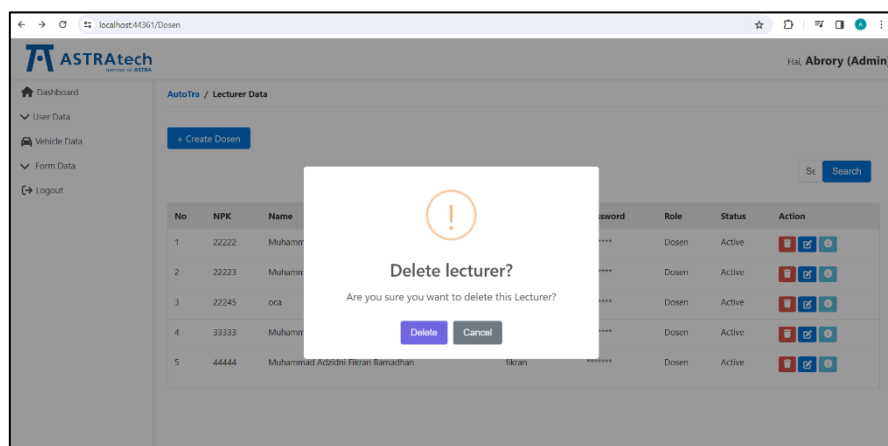 localhost:44361/Dosen
A
ASTRAtech
member of ASTRA
Hai, Abrory (Admin)
Dashboard
AutoTra / Lecturer Data
User Data
Vehicle Data
+ Create Dosen
Form Data
Search
Logout
No NPK Name ssword Role Status Action
1 22222 Muhamm **** Dosen Active
2 22223 Muhamm **** Dosen Active
3 22245 oca **** Dosen Active
4 33333 Muhamm **** Dosen Active
5 44444 Muhammad Adzidni Fikran Bamadhan fikran ******* Dosen Active
!
Delete lecturer?
Are you sure you want to delete this Lecturer?
Delete Cancel